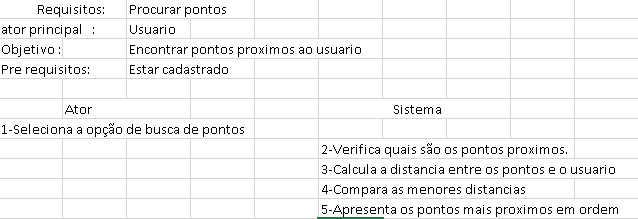 Requisitos: Procurar pontos
ator principal : Usuario
Objetivo : Encontrar pontos proximos ao usuario
Pre requisitos: Estar cadastrado
Ator Sistema
1-Seleciona a opção de busca de pontos
2-Verifica quais são os pontos proximos.
3-Calcula a distancia entre os pontos e o usuario
4-Compara as menores distancias
5-Apresenta os pontos mais proximos em ordem